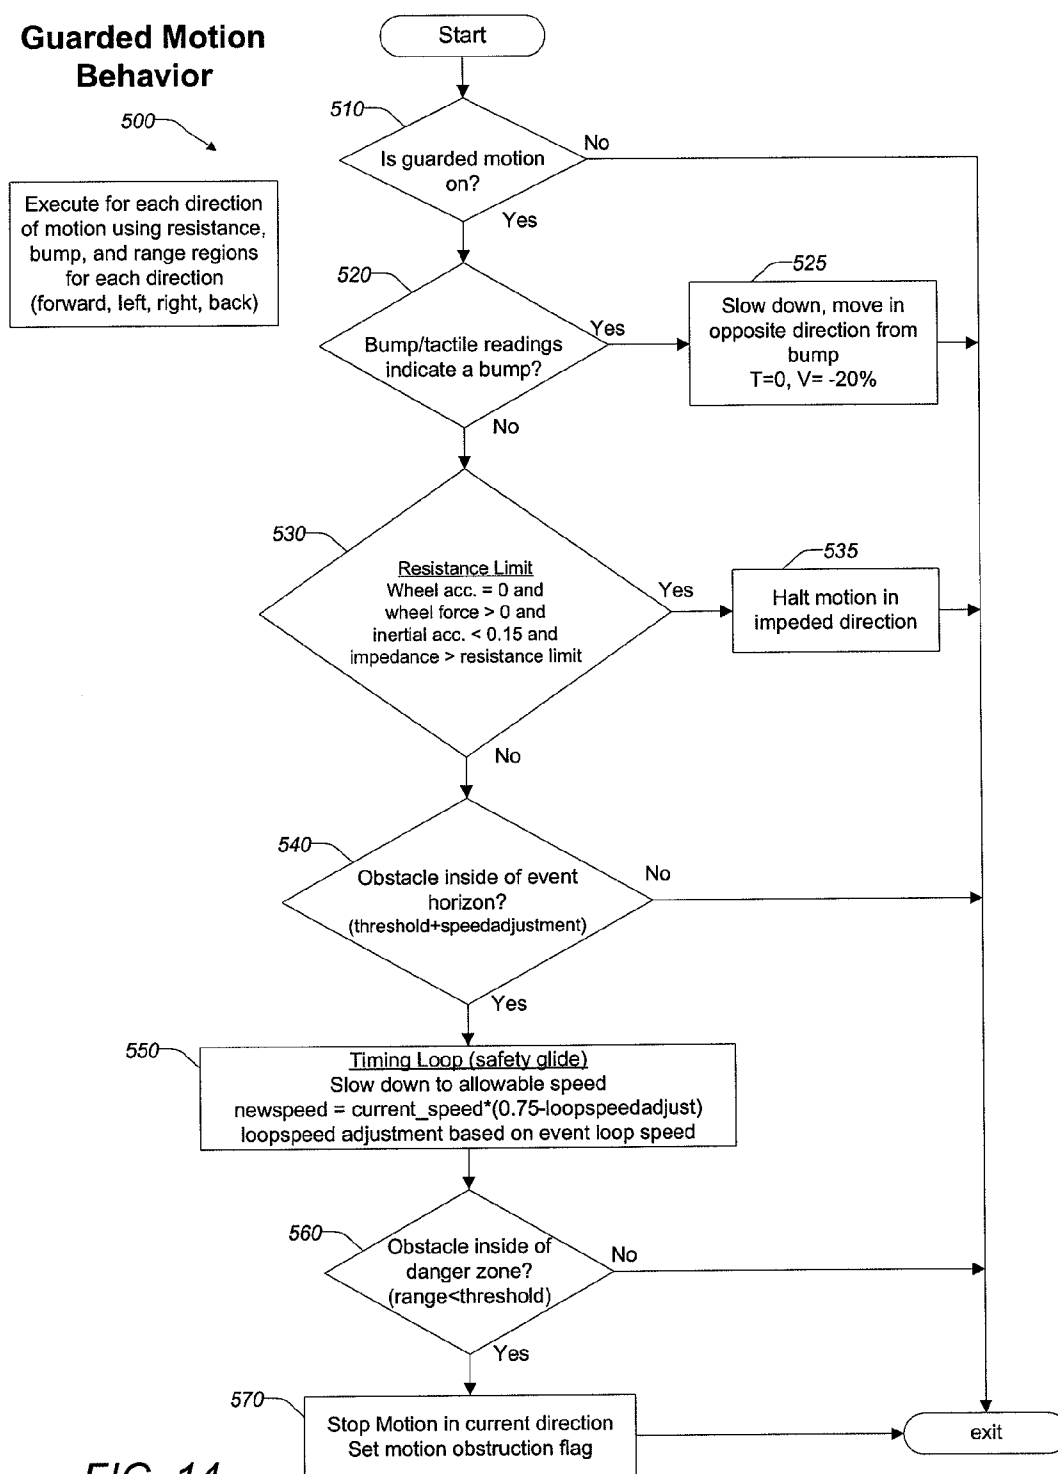 Guarded Motion
Behavior
500
Execute for each direction
of motion using resistance,
bump, and range regions
for each direction
(forward, left, right, back)
Start
510
Is guarded motion
on?
No
Yes
520
Bump/tactile readings
indicate a bump?
Yes
525
Slow down, move in
opposite direction from
bump
T=0, V= -20%
No
530
Resistance Limit
Wheel acc. = 0 and
wheel force > 0 and
inertial acc. < 0.15 and
impedance > resistance limit
Yes
535
Halt motion in
impeded direction
No
540
Obstacle inside of event
horizon?
(threshold+speedadjustment)
No
Yes
550
Timing Loop (safety glide)
Slow down to allowable speed
newspeed = current_speed*(0.75-loopspeedadjust)
loopspeed adjustment based on event loop speed
560
Obstacle inside of
danger zone?
(range<threshold)
No
Yes
570
Stop Motion in current direction
Set motion obstruction flag
exit
FIG. 14